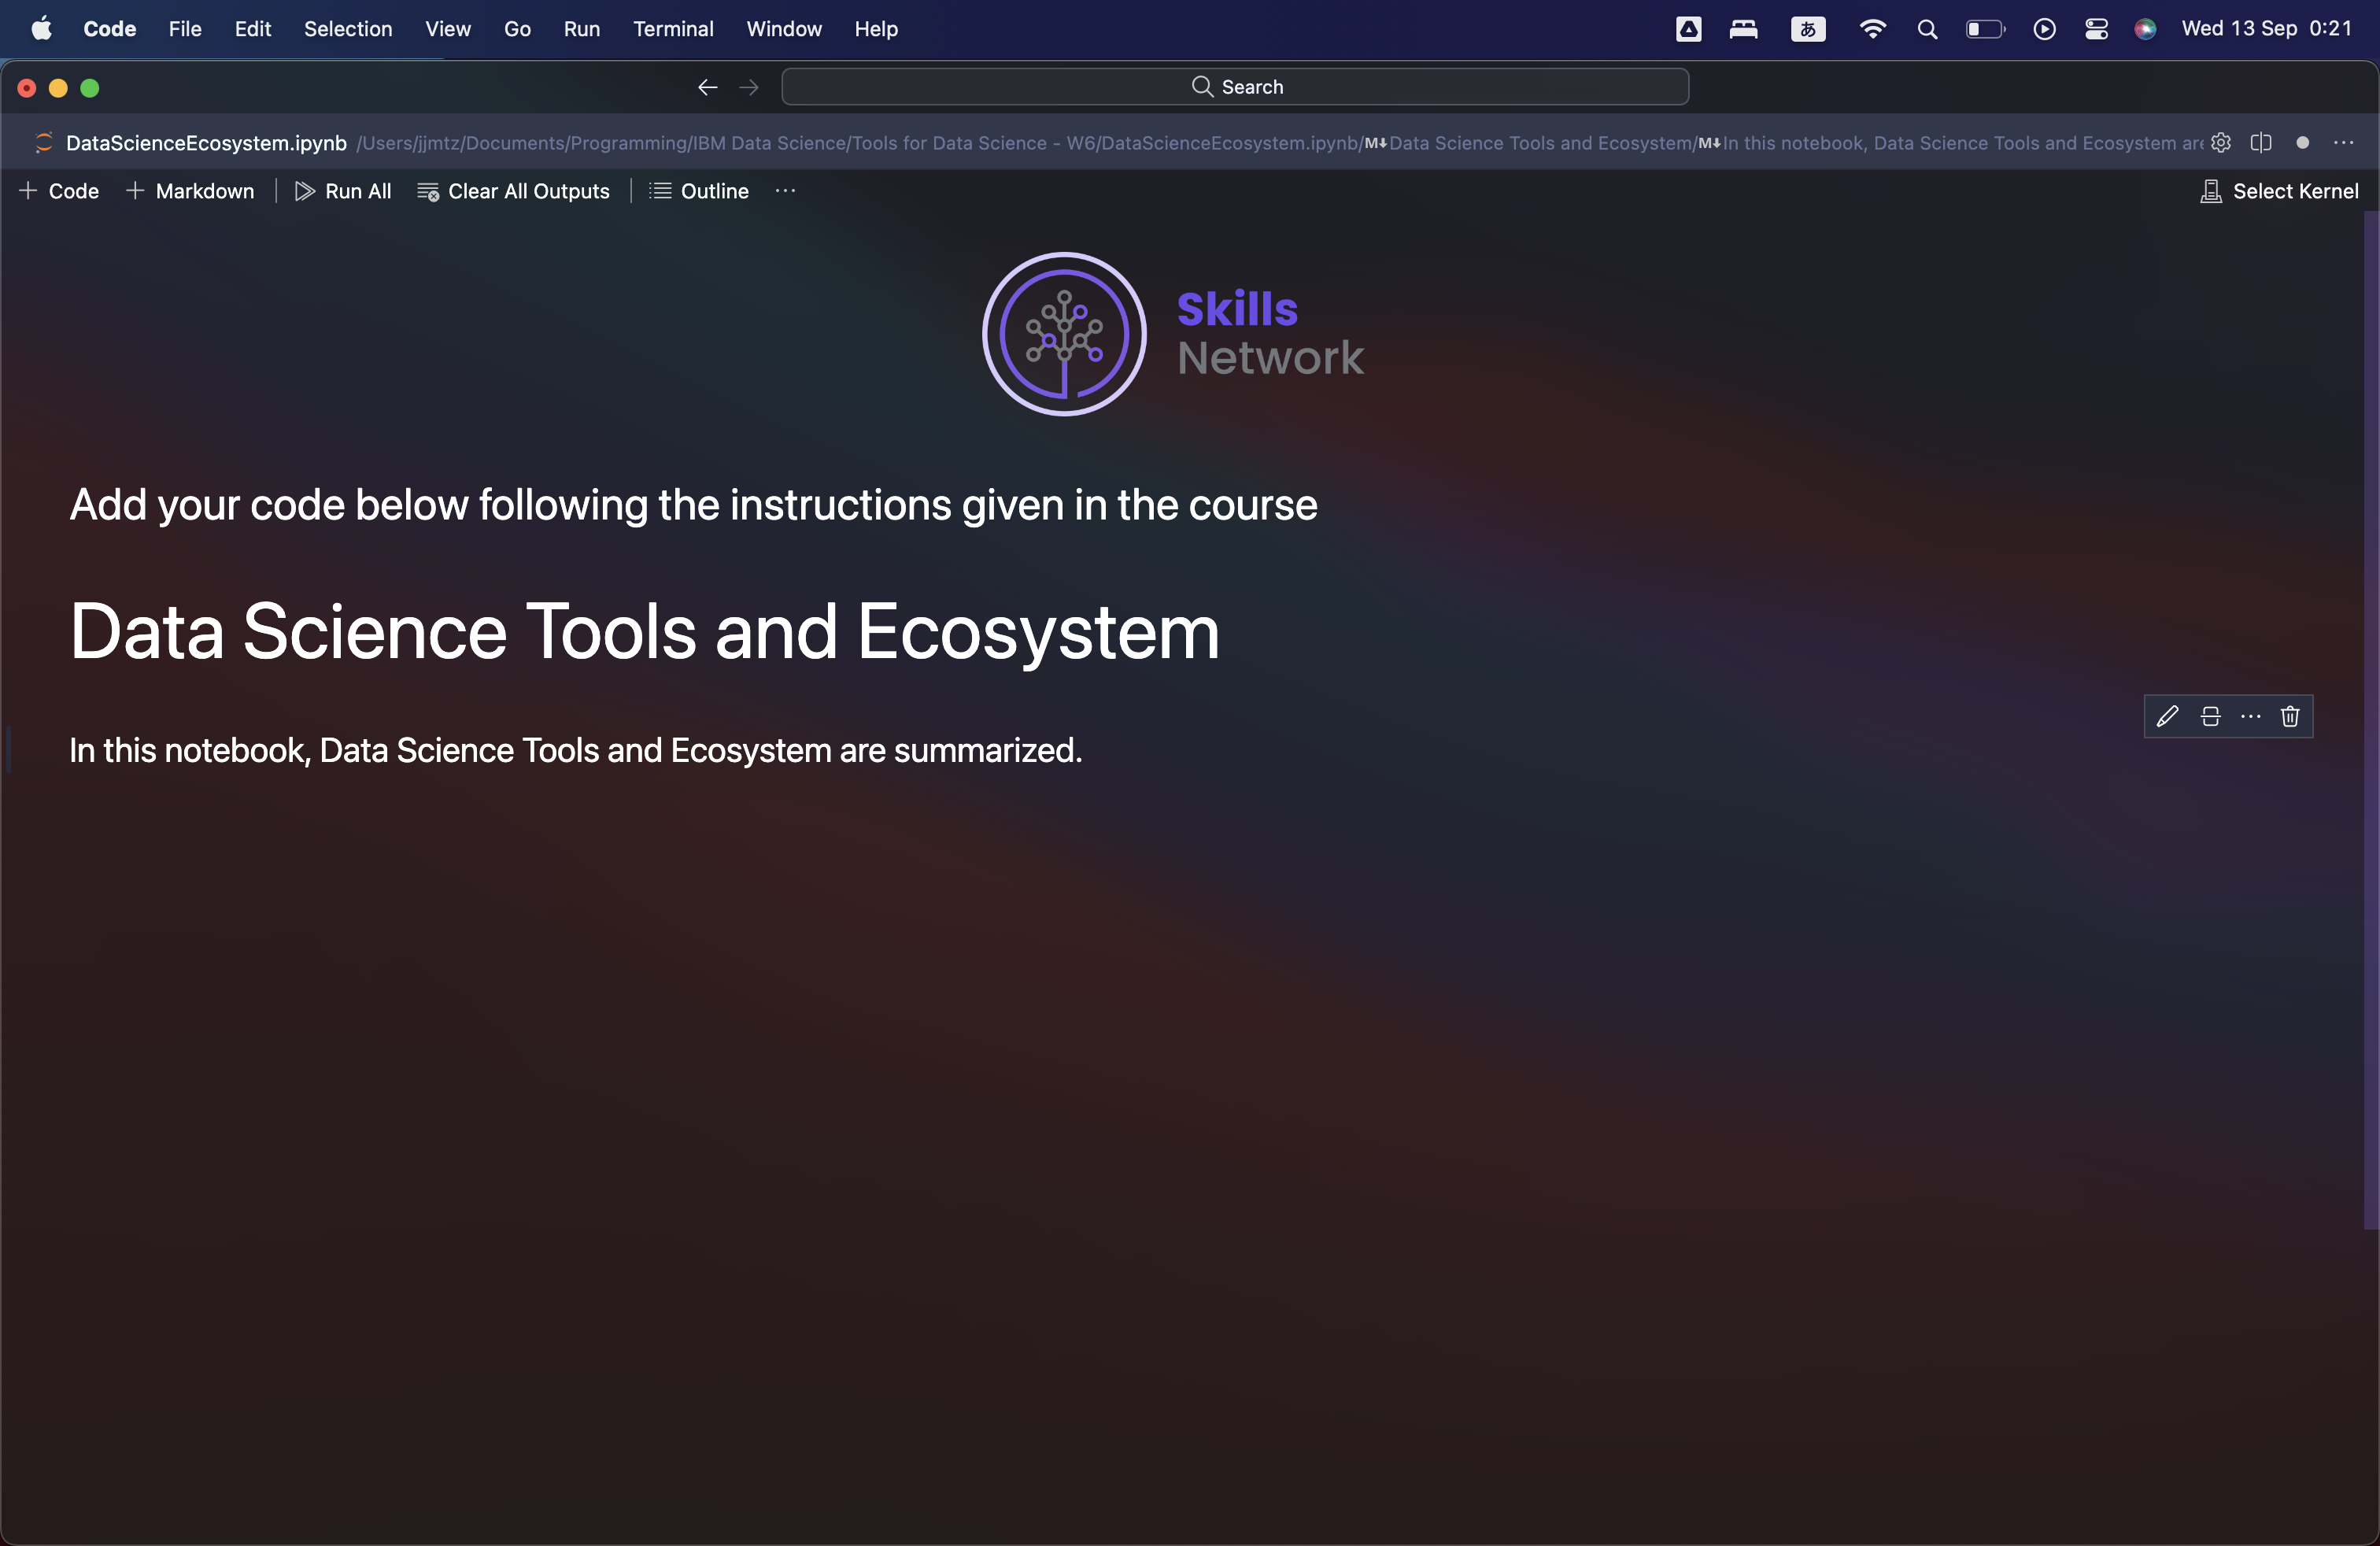 Code File Edit Selection View Go Run Terminal Window Help あ Wed 13 Sep 0:21
Search
DataScienceEcosystem.ipynb /Users/jjmtz/Documents/Programming/IBM Data Science/Tools for Data Science - W6/DataScienceEcosystem.ipynb/M↓Data Science Tools and Ecosystem/M↓In this notebook, Data Science Tools and Ecosystem are
+ Code + Markdown Run All Clear All Outputs Outline ... Select Kernel
Skills
Network
Add your code below following the instructions given in the course
Data Science Tools and Ecosystem
In this notebook, Data Science Tools and Ecosystem are summarized.